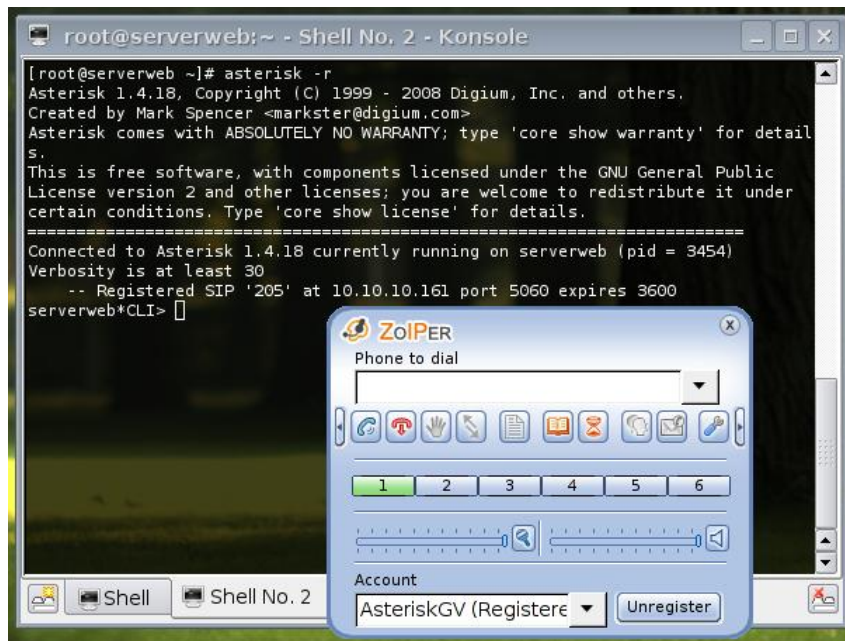 root@serverweb:~ - Shell No. 2 - Konsole
[root@serverweb ~]# asterisk -r
Asterisk 1.4.18, Copyright (C) 1999 - 2008 Digium, Inc. and others.
Created by Mark Spencer <markster@digium.com>
Asterisk comes with ABSOLUTELY NO WARRANTY; type 'core show warranty' for detail
s.
This is free software, with components licensed under the GNU General Public
License version 2 and other licenses; you are welcome to redistribute it under
certain conditions. Type 'core show license' for details.
=========================================================================
Connected to Asterisk 1.4.18 currently running on serverweb (pid = 3454)
Verbosity is at least 30
-- Registered SIP '205' at 10.10.10.161 port 5060 expires 3600
serverweb*CLI>
ZOIPER
Phone to dial
1 2 3 4 5 6
Account
AsteriskGV (Registere
Unregister
Shell
Shell No. 2